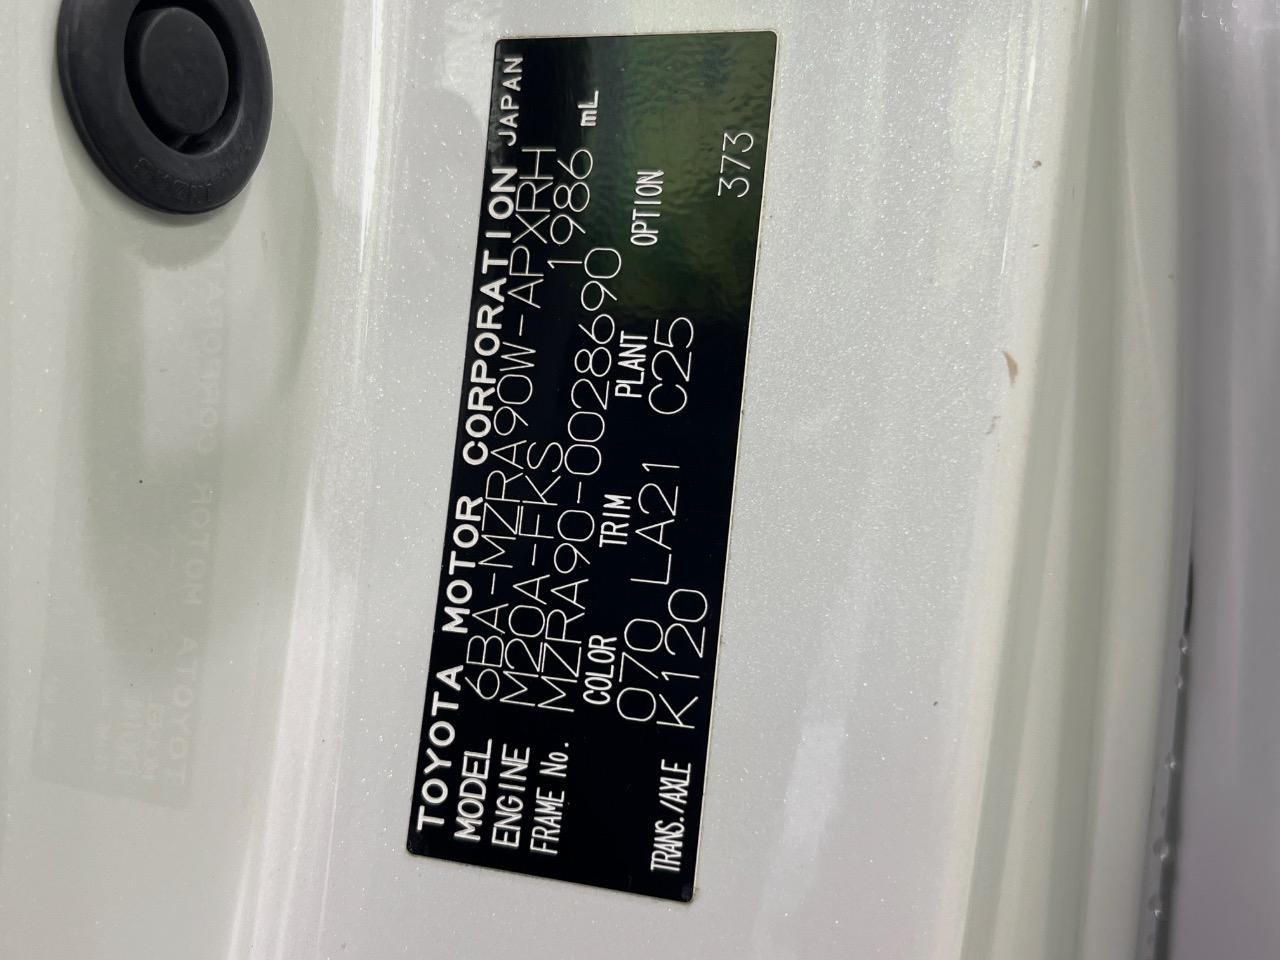 TOYOTA MOTOR CORPORATION JAPAN
MODEL 6BA-MZRA90W-APXRH
ENGINE M20A-FKS 1986 mL
FRAME No. MZRA90-0028690
COLOR TRIM PLANT OPTION
070 LA21 C25
TRANS./AXLE K120
373